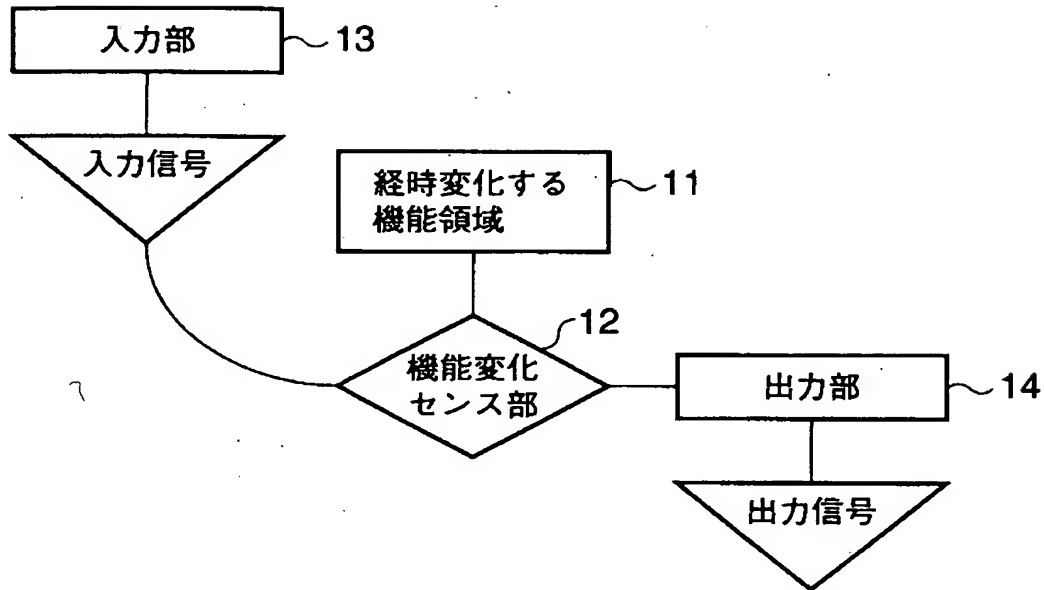 入力部
13
入力信号
経時変化する
機能領域
11
12
機能変化
センス部
出力部
14
出力信号